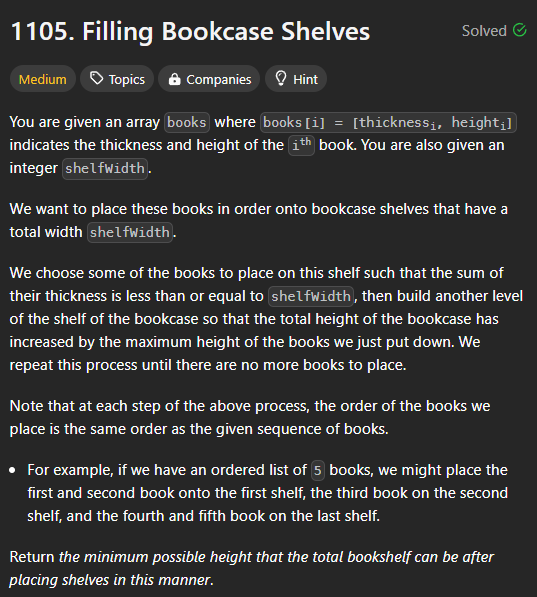 1105. Filling Bookcase Shelves
Solved
Medium
Topics
Companies
Hint
You are given an array books where books[i] = [thicknessᵢ, heightᵢ]
indicates the thickness and height of the iᵗʰ book. You are also given an
integer shelfWidth.
We want to place these books in order onto bookcase shelves that have a
total width shelfWidth.
We choose some of the books to place on this shelf such that the sum of
their thickness is less than or equal to shelfWidth, then build another level
of the shelf of the bookcase so that the total height of the bookcase has
increased by the maximum height of the books we just put down. We
repeat this process until there are no more books to place.
Note that at each step of the above process, the order of the books we
place is the same order as the given sequence of books.
• For example, if we have an ordered list of 5 books, we might place the
first and second book onto the first shelf, the third book on the second
shelf, and the fourth and fifth book on the last shelf.
Return the minimum possible height that the total bookshelf can be after
placing shelves in this manner.